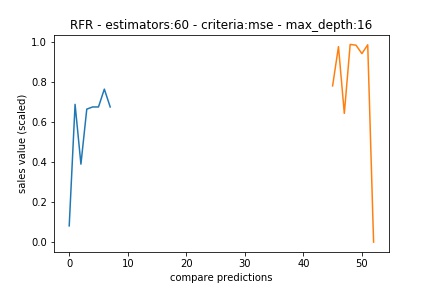 RFR - estimators:60 - criteria:mse - max_depth:16
1.0
0.8
0.6
0.4
0.2
0.0
sales value (scaled)
0 10 20 30 40 50
compare predictions